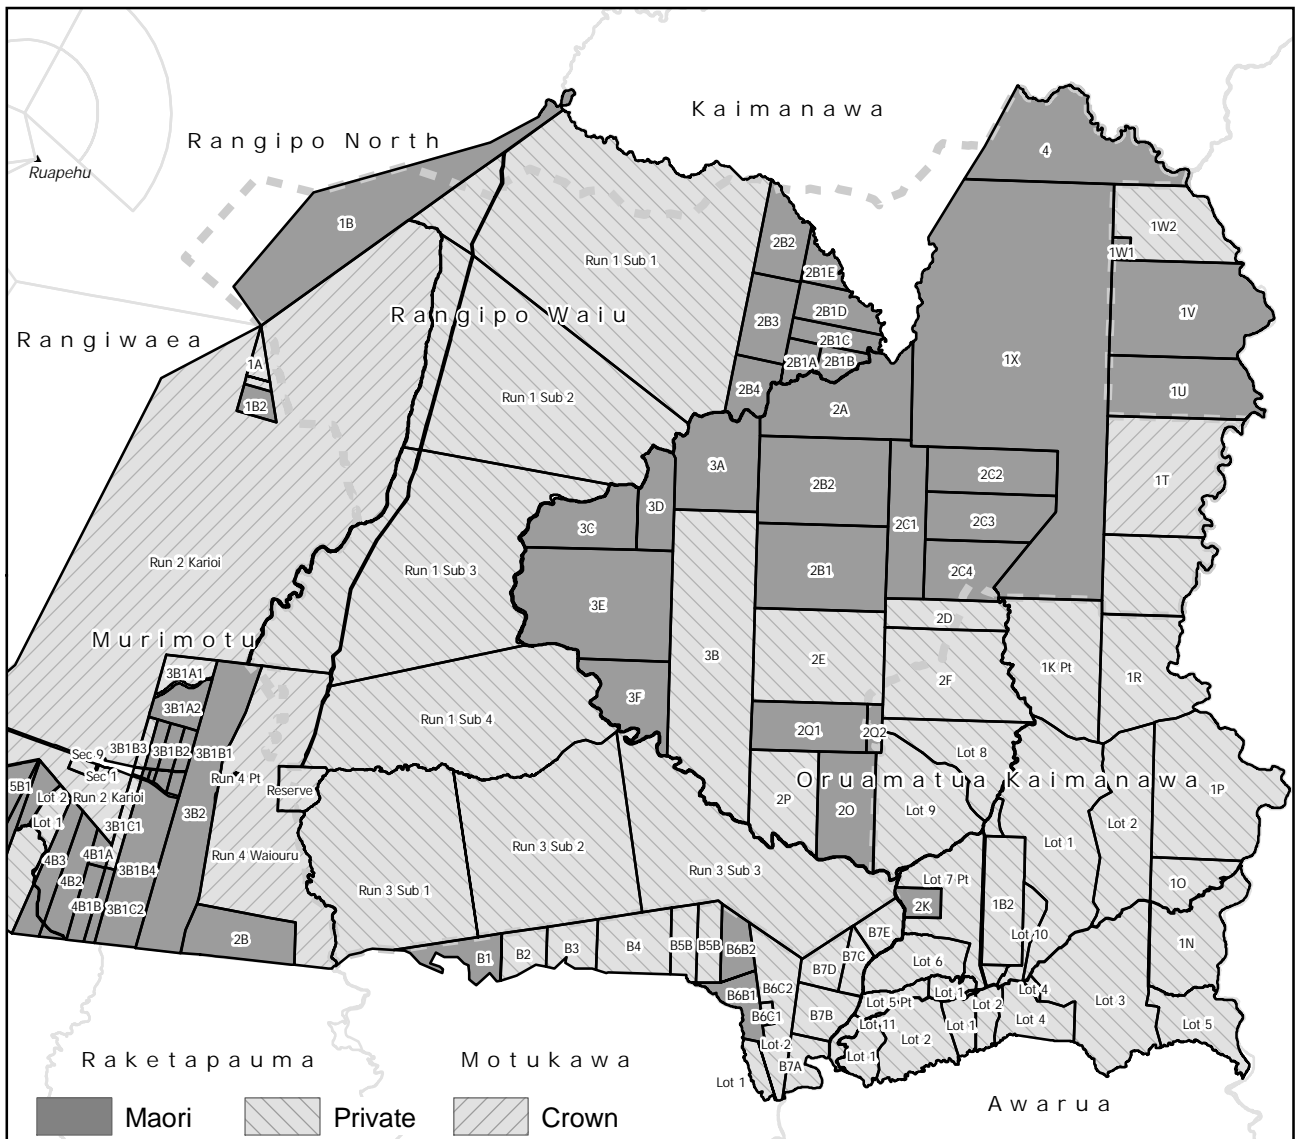 Kaimanawa
Rangipo North
Ruapehu
4
1B
1W2
2B2
1W1
Run 1 Sub 1
2B1E
2B1D
1V
Rangipo Waiu
2B3
Rangiwaea
2B1C
1A
2B1A
2B1B
1X
2B4
1U
1B2
Run 1 Sub 2
2A
3A
2C2
1T
2B2
3D
3C
2C1
2C3
Run 2 Karioi
Run 1 Sub 3
2B1
2C4
3E
2D
Murimotu
3B
2E
1K Pt
3B1A1
2F
1R
3F
3B1A2
Run 1 Sub 4
2Q1
2Q2
3B1B3
3B1B2
3B1B1
Lot 8
Sec 9
Sec 1
Run 4 Pt
Oruamatua Kaimanawa
5B1
Reserve
1P
Lot 2
Run 2 Karioi
2P
2O
Lot 9
3B2
Lot 1
3B1C1
Lot 1
Lot 2
Run 3 Sub 2
4B3
4B1A
Run 4 Waiouru
3B1B4
Run 3 Sub 3
Lot 7 Pt
4B2
Run 3 Sub 1
1O
4B1B
3B1C2
2K
1B2
2B
B1
B2
B3
B4
B5B
B5B
B6B2
B7E
Lot 10
1N
B7C
B7D
Lot 6
B6C2
B6B1
Lot 5 Pt
Lot 1
Lot 2
Lot 4
Lot 3
B6C1
B7B
Lot 11
Lot 1
Lot 4
Lot 5
Lot 2
Lot 2
Raketapauma
Motukawa
B7A
Lot 1
Lot 1
Awarua
Maori
Private
Crown